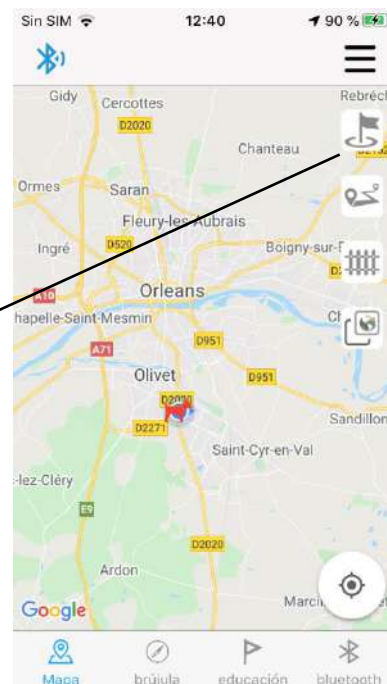 Sin SIM 12:40 90 %
Gidy
Cercottes
Rebréch
D2020
Chanteau
Ormes
Saran
Fleury-les-Aubrais
Ingré
D520
Boigny-sur-
A10
Orleans
hapelle-Saint-Mesmin
A71
D951
Olivet
D951
D2271
Sandillon
Saint-Cyr-en-Val
-lez-Cléry
E9
D2020
Ardon
Google
Mapa brújula educación bluetooth